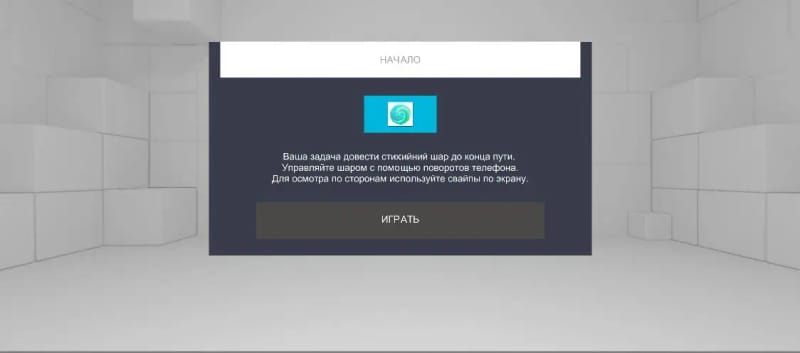 НАЧАЛО
Ваша задача довести стихийний шар до конца пути.
Управляйте шаром с помощью поворотов телефона.
Для осмотра по сторонам используйте свайпы по экрану.
ИГРАТЬ